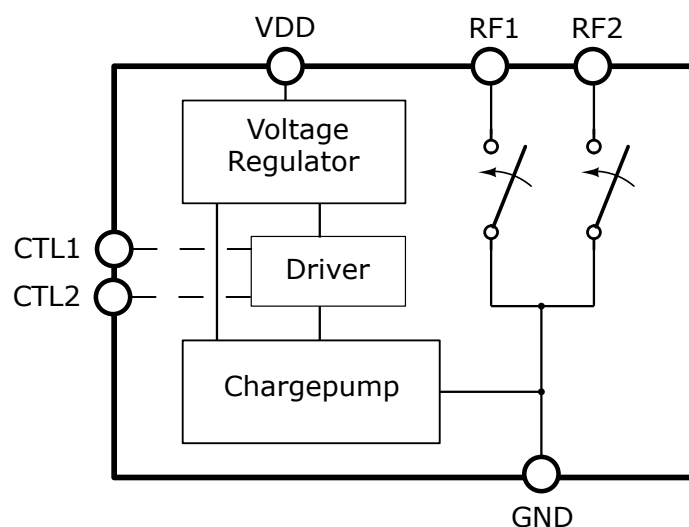 VDD
RF1
RF2
Voltage
Regulator
CTL1
Driver
CTL2
Chargepump
GND